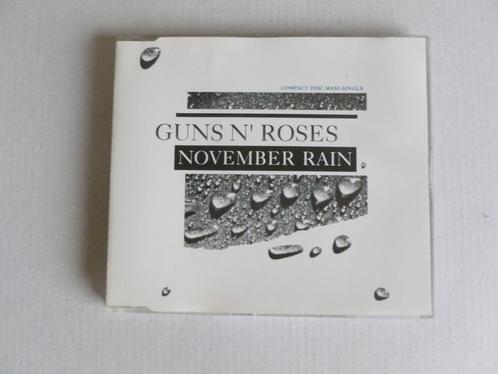 COMPACT DISC MAXI-SINGLE
GUNS N' ROSES
NOVEMBER RAIN